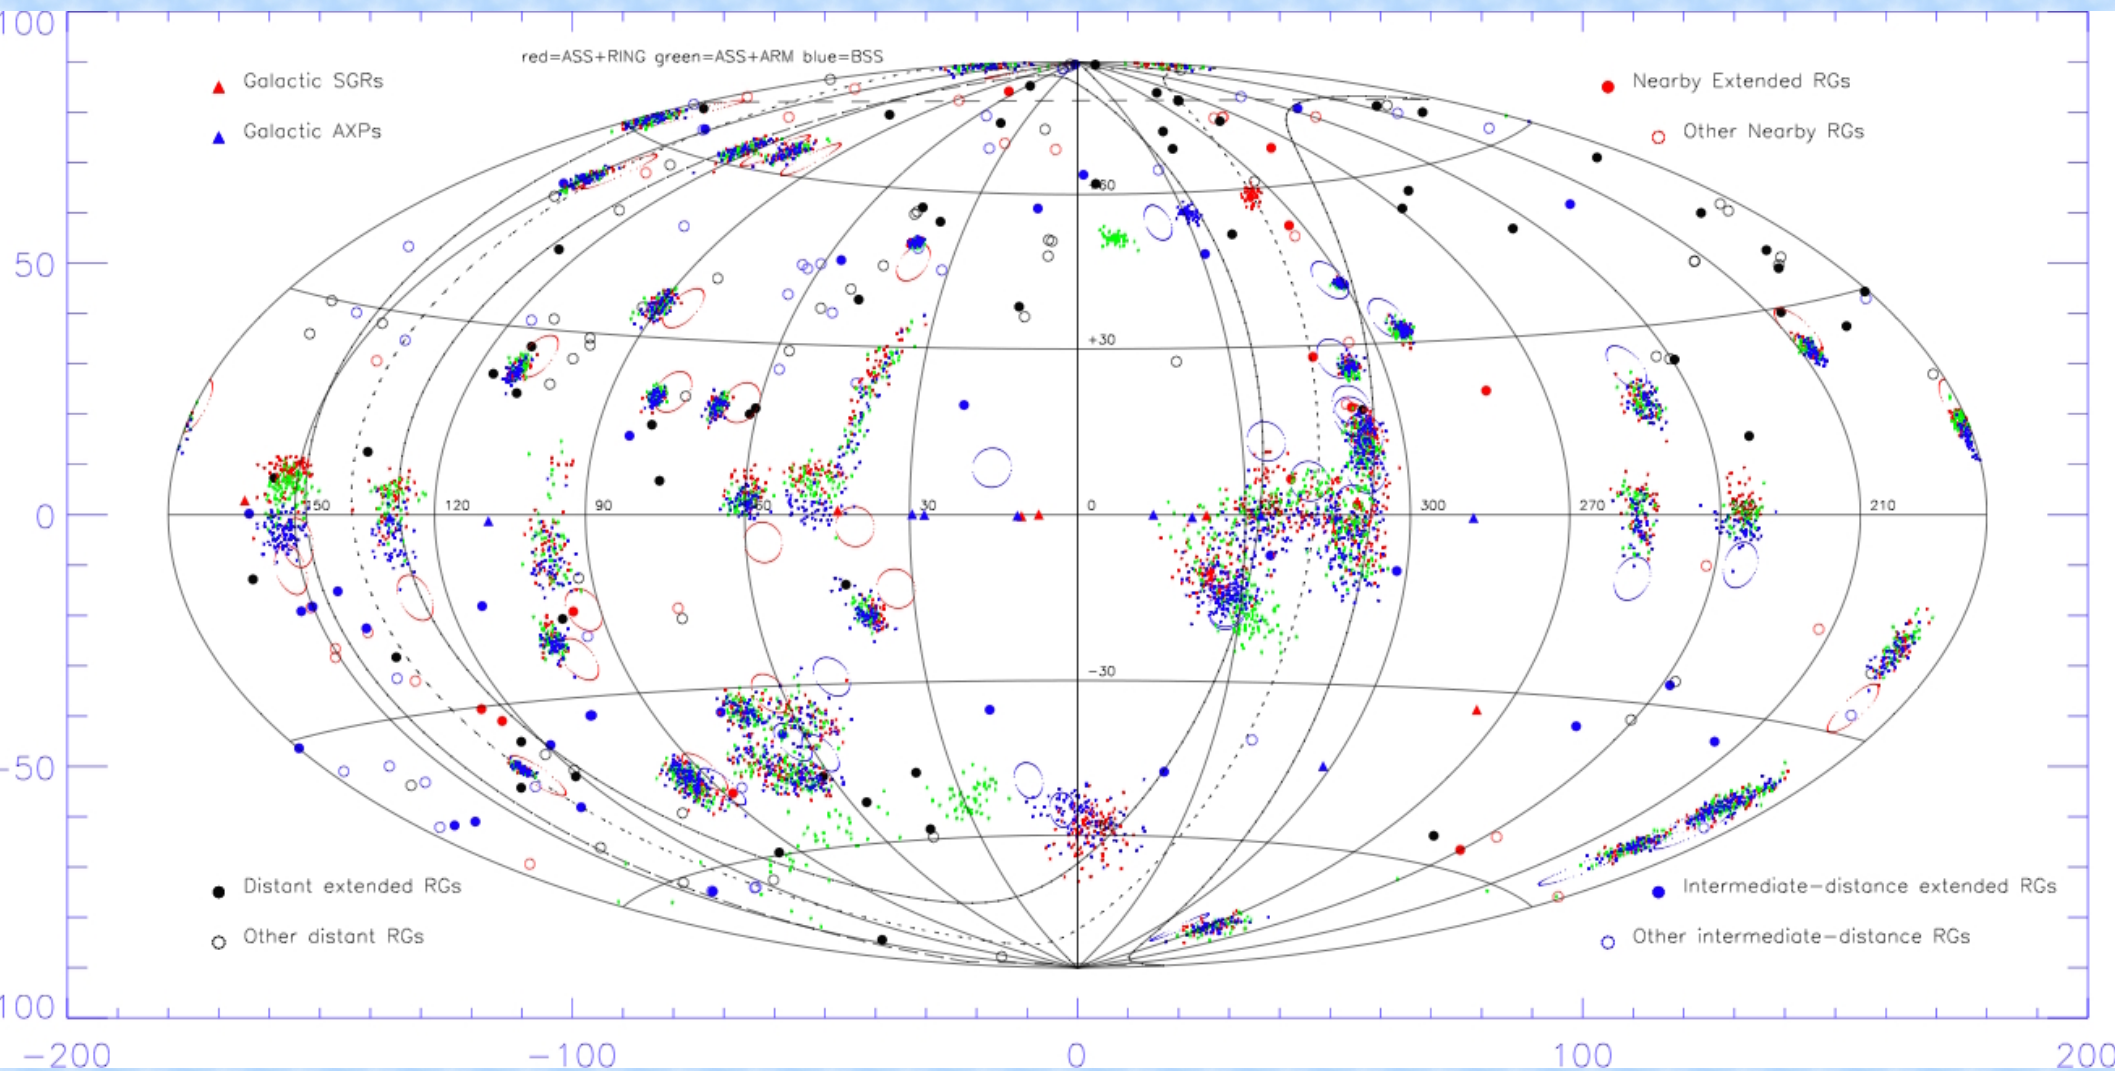 100
red=ASS+RING green=ASS+ARM blue=BSS
Galactic SGRs
Nearby Extended RGs
Galactic AXPs
Other Nearby RGs
+60
50
+30
0
150
120
90
60
30
0
300
270
210
-30
-50
Distant extended RGs
Intermediate-distance extended RGs
Other distant RGs
Other intermediate-distance RGs
100
-200
-100
0
100
200